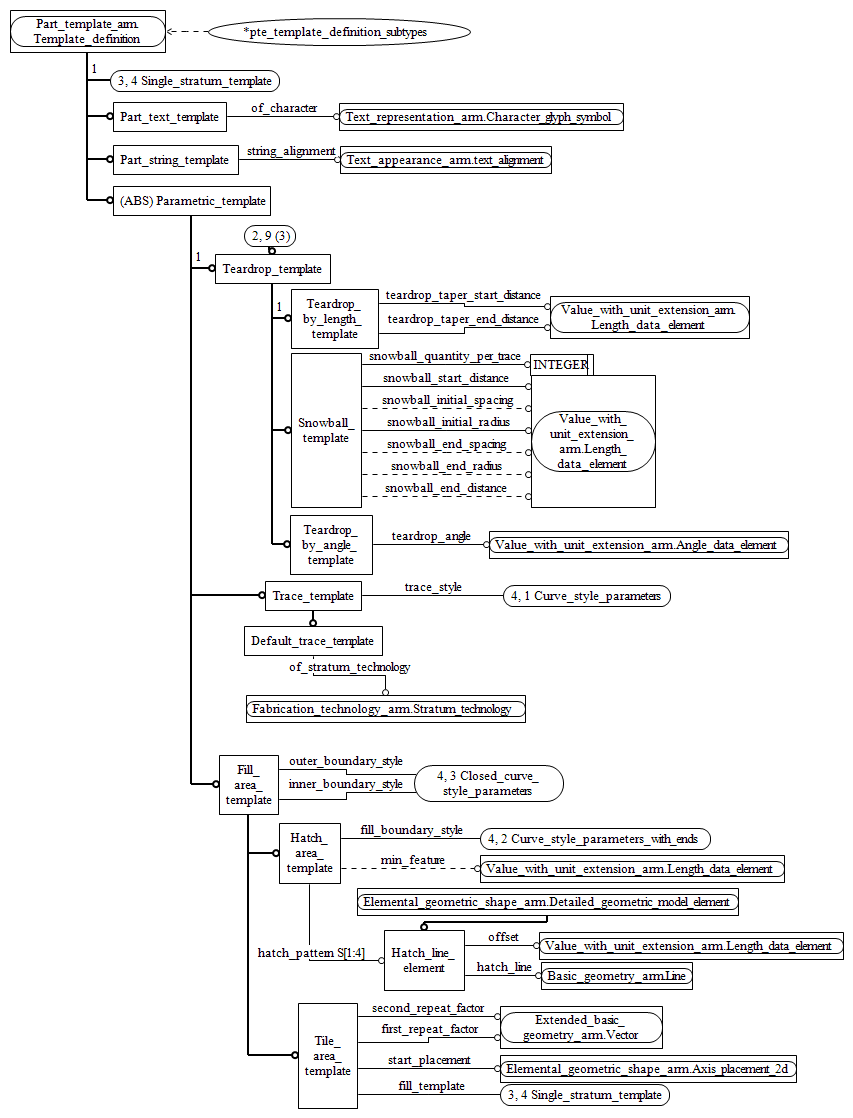 Part_template_arm.
Template_definition
*pte_template_definition_subtypes
1
3, 4 Single_stratum_template
Part_text_template
of_character
Text_representation_arm.Character_glyph_symbol
Part_string_template
string_alignment
Text_appearance_arm.text_alignment
(ABS) Parametric_template
2, 9 (3)
1
Teardrop_template
1
Teardrop_
by_length_
template
teardrop_taper_start_distance
teardrop_taper_end_distance
Value_with_unit_extension_arm.
Length_data_element
Snowball_
template
snowball_quantity_per_trace
INTEGER
snowball_start_distance
snowball_initial_spacing
snowball_initial_radius
snowball_end_spacing
snowball_end_radius
snowball_end_distance
Value_with_
unit_extension_
arm.Length_
data_element
Teardrop_
by_angle_
template
teardrop_angle
Value_with_unit_extension_arm.Angle_data_element
Trace_template
trace_style
4, 1 Curve_style_parameters
Default_trace_template
of_stratum_technology
Fabrication_technology_arm.Stratum_technology
Fill_
area_
template
outer_boundary_style
inner_boundary_style
4, 3 Closed_curve_
style_parameters
Hatch_
area_
template
fill_boundary_style
4, 2 Curve_style_parameters_with_ends
min_feature
Value_with_unit_extension_arm.Length_data_element
Elemental_geometric_shape_arm.Detailed_geometric_model_element
hatch_pattern S[1:4]
Hatch_line_
element
offset
Value_with_unit_extension_arm.Length_data_element
hatch_line
Basic_geometry_arm.Line
Tile_
area_
template
second_repeat_factor
first_repeat_factor
Extended_basic_
geometry_arm.Vector
start_placement
Elemental_geometric_shape_arm.Axis_placement_2d
fill_template
3, 4 Single_stratum_template